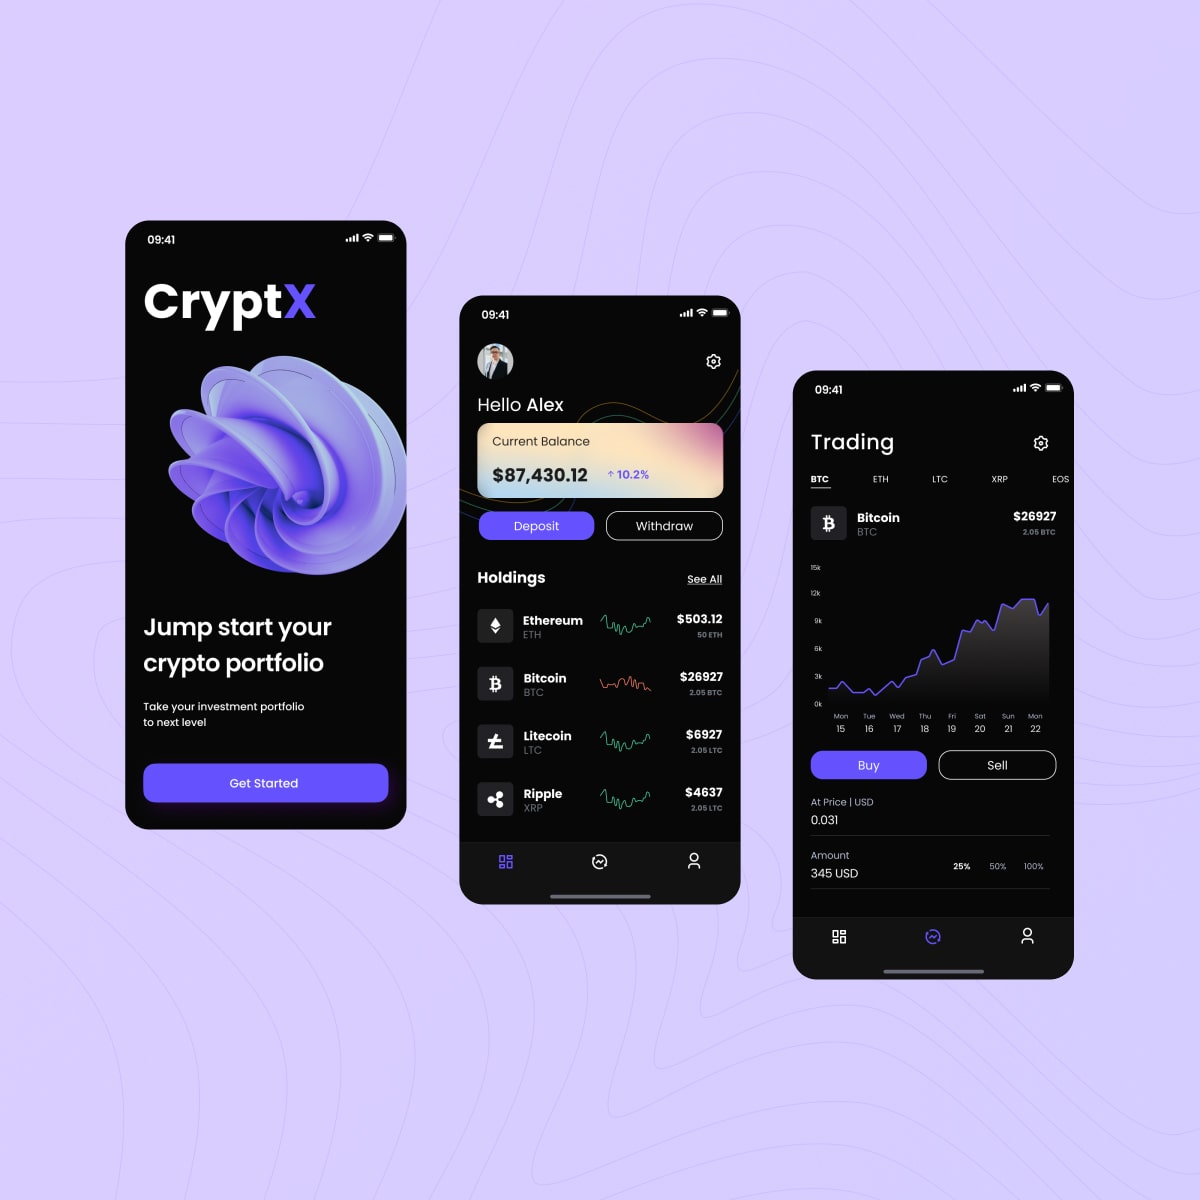 09:41
CryptX
Jump start your
crypto portfolio
Take your investment portfolio
to next level
Get Started
09:41
Hello Alex
Current Balance
$87,430.12 ↑ 10.2%
Deposit Withdraw
Holdings See All
Ethereum $503.12
ETH 50 ETH
Bitcoin $26927
BTC 2.05 BTC
Litecoin $6927
LTC 2.05 LTC
Ripple $4637
XRP 2.05 LTC
09:41
Trading
BTC ETH LTC XRP EOS
Bitcoin $26927
BTC 2.05 BTC
15k
12k
9k
6k
3k
0k
Mon Tue Wed Thu Fri Sat Sun Mon
15 16 17 18 19 20 21 22
Buy Sell
At Price | USD
0.031
Amount
345 USD 25% 50% 100%